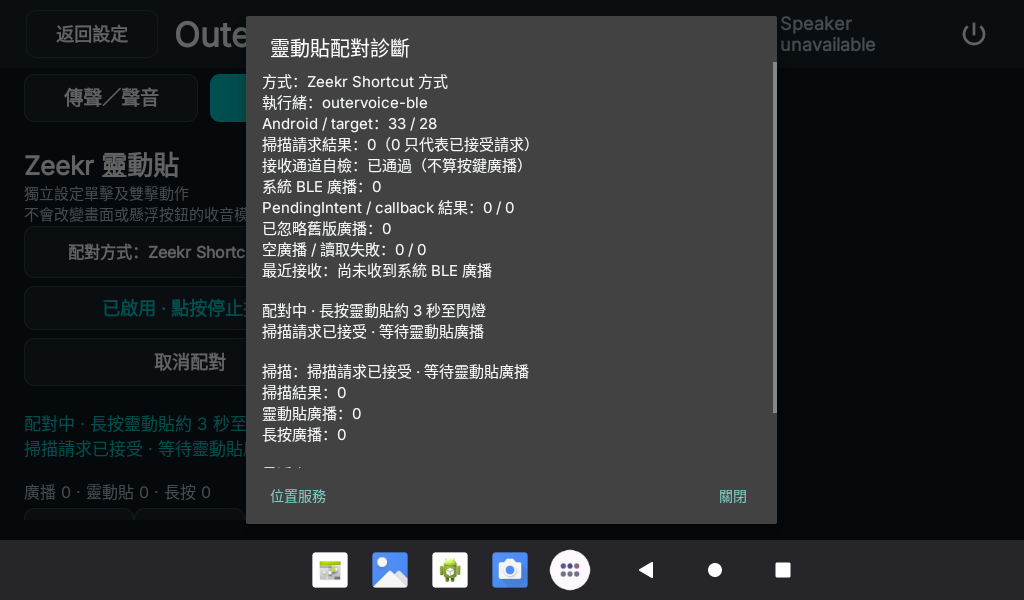 返回設定
Oute
Speaker
unavailable
傳聲／聲音
Zeekr 靈動貼
獨立設定單擊及雙擊動作
不會改變畫面或懸浮按鈕的收音模
配對方式：Zeekr Shortc
已啟用 · 點按停止
取消配對
配對中 · 長按靈動貼約 3 秒至
掃描請求已接受 · 等待靈動貼
廣播 0 · 靈動貼 0 · 長按 0
靈動貼配對診斷
方式：Zeekr Shortcut 方式
執行緒：outervoice-ble
Android / target：33 / 28
掃描請求結果：0（0 只代表已接受請求）
接收通道自檢：已通過（不算按鍵廣播）
系統 BLE 廣播：0
PendingIntent / callback 結果：0 / 0
已忽略舊版廣播：0
空廣播 / 讀取失敗：0 / 0
最近接收：尚未收到系統 BLE 廣播
配對中 · 長按靈動貼約 3 秒至閃燈
掃描請求已接受 · 等待靈動貼廣播
掃描：掃描請求已接受 · 等待靈動貼廣播
掃描結果：0
靈動貼廣播：0
長按廣播：0
位置服務
關閉